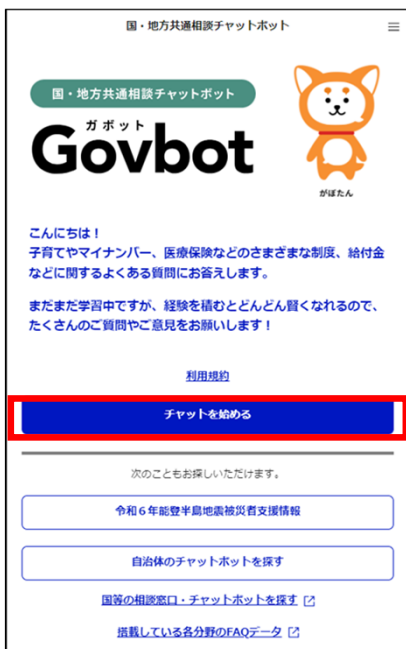 国・地方共通相談チャットボット
国・地方共通相談チャットボット
ガボット
Govbot
がぼたん
こんにちは！
子育てやマイナンバー、医療保険などのさまざまな制度、給付金
などに関するよくある質問にお答えします。
まだまだ学習中ですが、経験を積むとどんどん賢くなれるので、
たくさんのご質問やご意見をお願いします！
利用規約
チャットを始める
次のこともお探しいただけます。
令和６年能登半島地震被災者支援情報
自治体のチャットボットを探す
国等の相談窓口・チャットボットを探す
搭載している各分野のFAQデータ